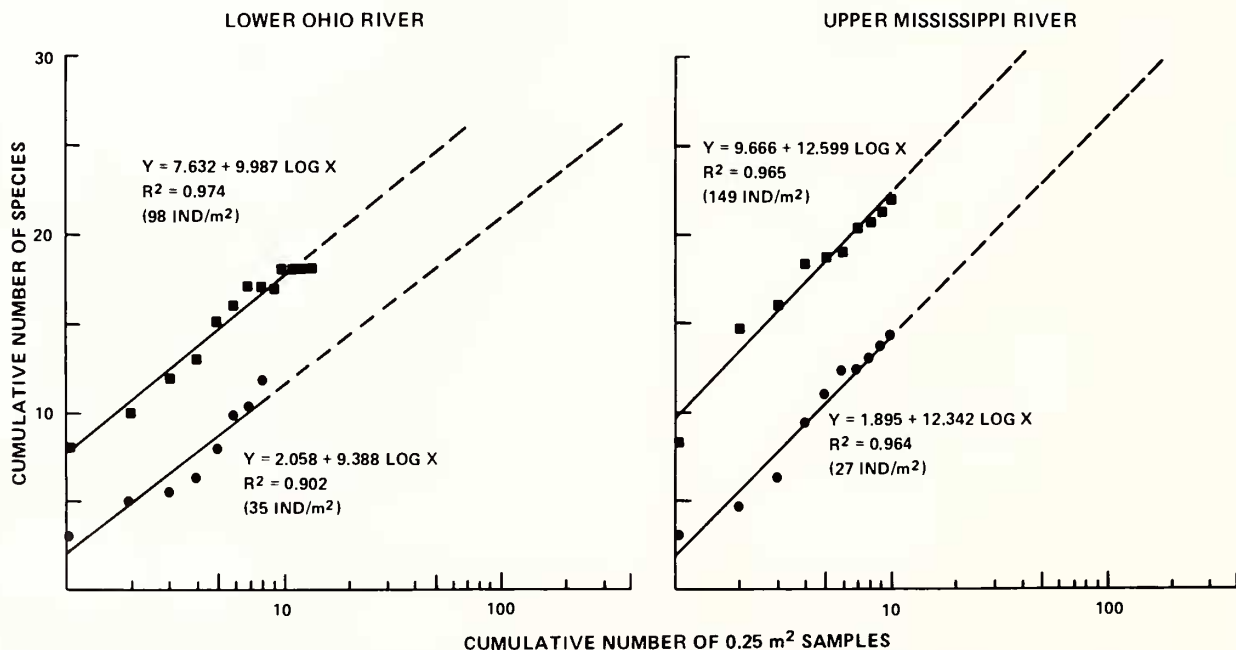 LOWER OHIO RIVER
UPPER MISSISSIPPI RIVER
CUMULATIVE NUMBER OF SPECIES
30
20
10
Y = 7.632 + 9.987 LOG X
R² = 0.974
(98 IND/m²)
Y = 2.058 + 9.388 LOG X
R² = 0.902
(35 IND/m²)
10
100
Y = 9.666 + 12.599 LOG X
R² = 0.965
(149 IND/m²)
Y = 1.895 + 12.342 LOG X
R² = 0.964
(27 IND/m²)
10
100
CUMULATIVE NUMBER OF 0.25 m² SAMPLES